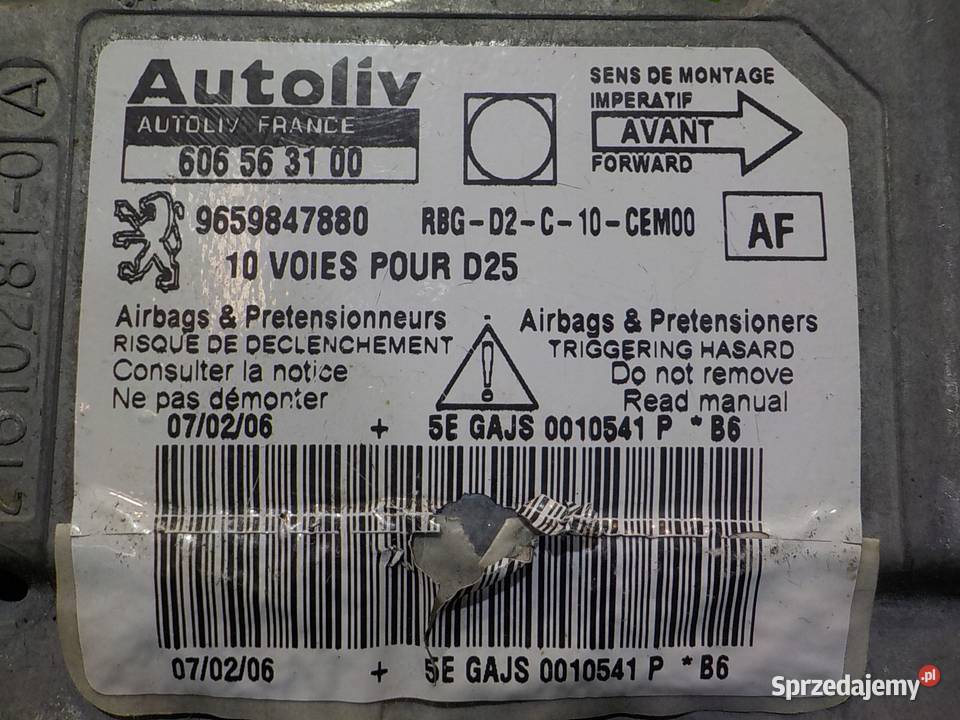 Autoliv
AUTOLIV FRANCE
606 56 31 00
SENS DE MONTAGE
IMPERATIF
AVANT
FORWARD
9659847880 RBG-D2-C-10-CEM00
AF
10 VOIES POUR D25
Airbags & Pretensionneurs
RISQUE DE DECLENCHEMENT
Consulter la notice
Ne pas démonter
Airbags & Pretensioners
TRIGGERING HASARD
Do not remove
Read manual
07/02/06 + 5E GAJS 0010541 P *B6
07/02/06 + 5E GAJS 0010541 P *B6
Sprzedajemy.pl